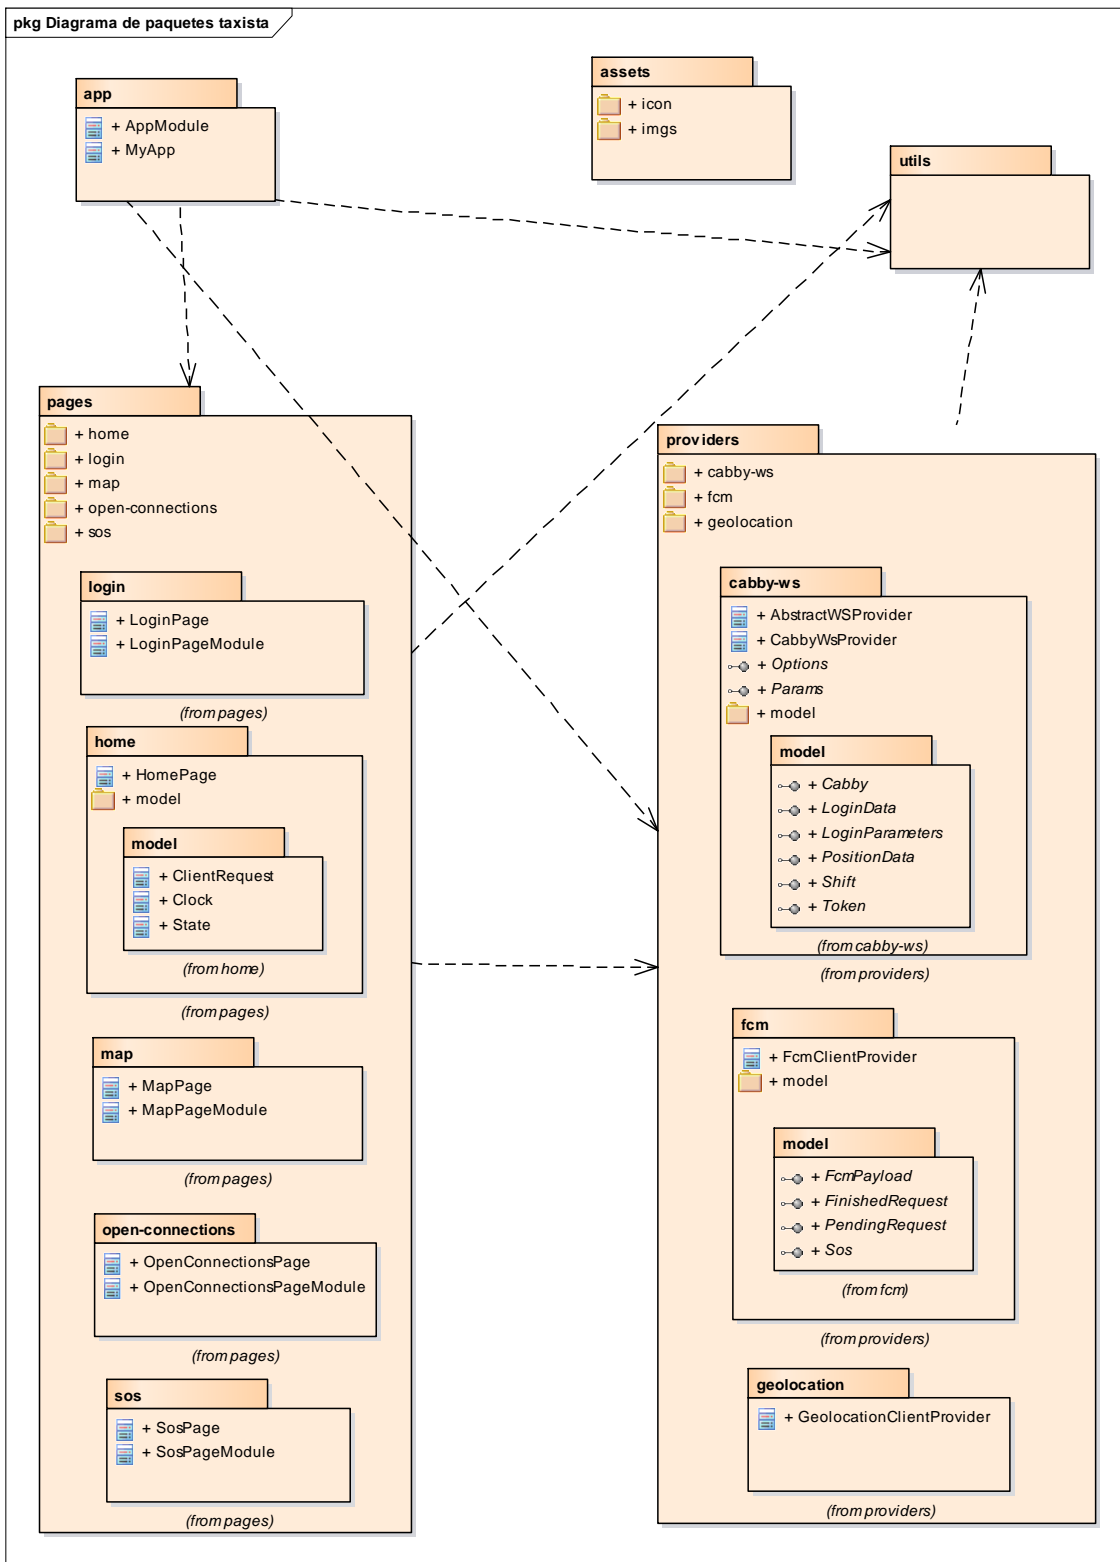 pkg Diagrama de paquetes taxista
app
+ AppModule
+ MyApp
assets
+ icon
+ imgs
utils
pages
+ home
+ login
+ map
+ open-connections
+ sos
login
+ LoginPage
+ LoginPageModule
(from pages)
home
+ HomePage
+ model
model
+ ClientRequest
+ Clock
+ State
(from home)
(from pages)
map
+ MapPage
+ MapPageModule
(from pages)
open-connections
+ OpenConnectionsPage
+ OpenConnectionsPageModule
(from pages)
sos
+ SosPage
+ SosPageModule
(from pages)
providers
+ cabby-ws
+ fcm
+ geolocation
cabby-ws
+ AbstractWSProvider
+ CabbyWsProvider
+ Options
+ Params
+ model
model
+ Cabby
+ LoginData
+ LoginParameters
+ PositionData
+ Shift
+ Token
(from cabby-ws)
(from providers)
fcm
+ FcmClientProvider
+ model
model
+ FcmPayload
+ FinishedRequest
+ PendingRequest
+ Sos
(from fcm)
(from providers)
geolocation
+ GeolocationClientProvider
(from providers)